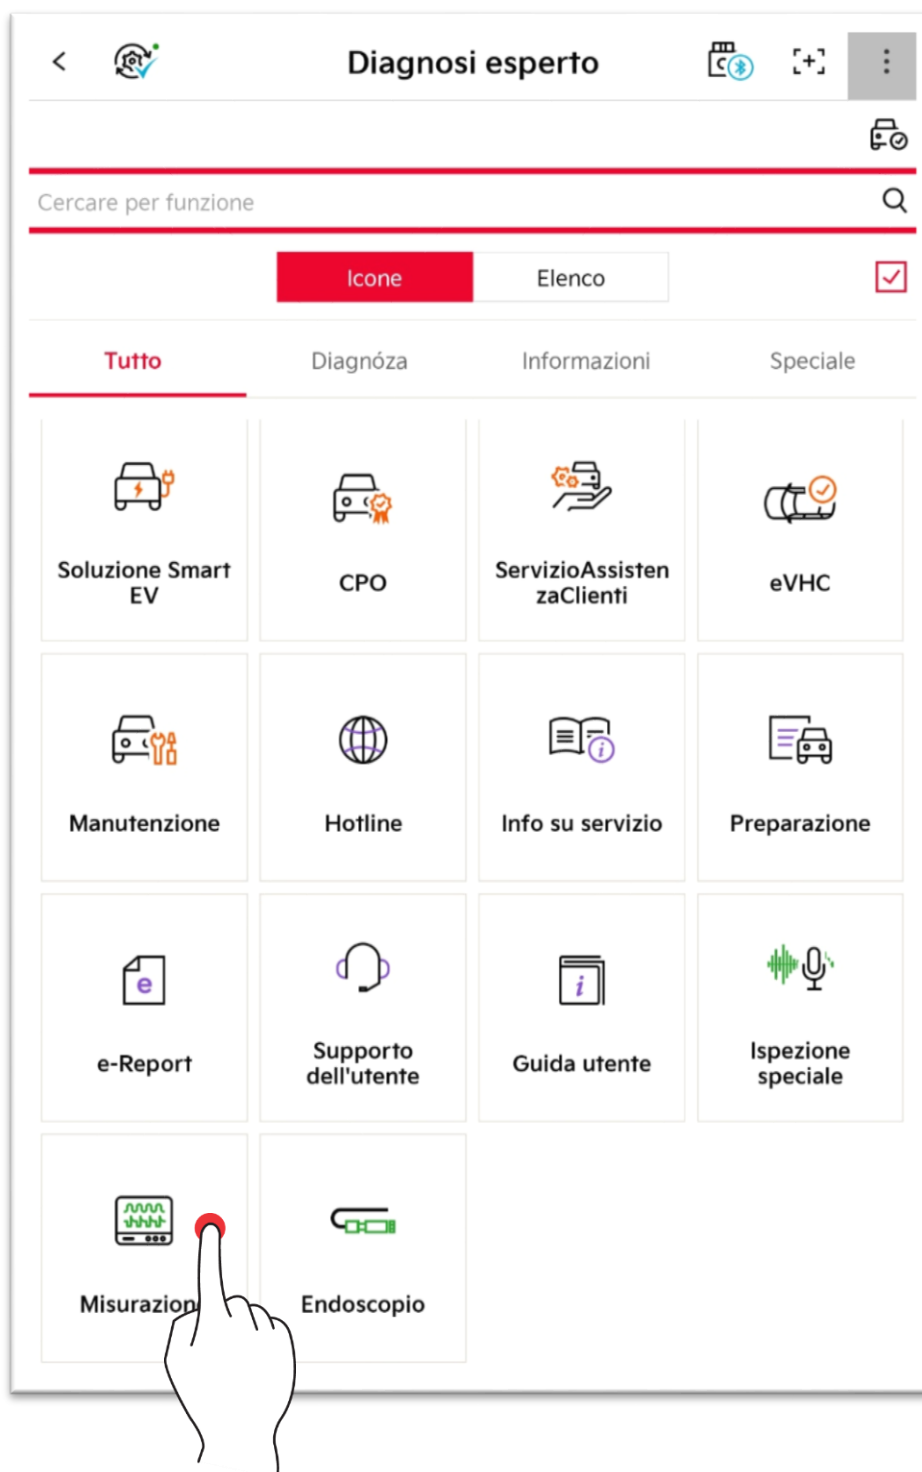 Diagnosi esperto
Cercare per funzione
Icone
Elenco
Tutto
Diagnóza
Informazioni
Speciale
Soluzione Smart
EV
CPO
ServizioAssisten
zaClienti
eVHC
Manutenzione
Hotline
Info su servizio
Preparazione
e-Report
Supporto
dell'utente
Guida utente
Ispezione
speciale
Misurazion
Endoscopio